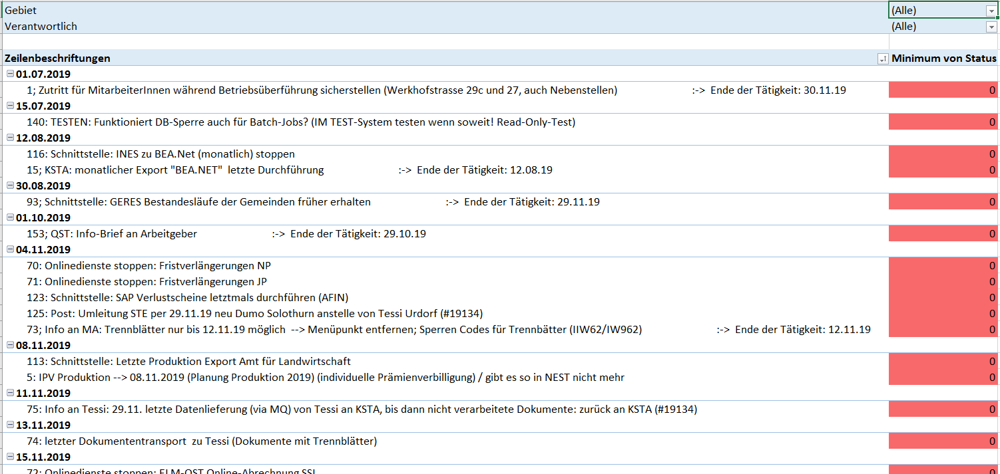 Gebiet (Alle)
Verantwortlich (Alle)
Zeilenbeschriftungen Minimum von Status
01.07.2019
1; Zutritt für MitarbeiterInnen während Betriebsüberführung sicherstellen (Werkhofstrasse 29c und 27, auch Nebenstellen) :-> Ende der Tätigkeit: 30.11.19 0
15.07.2019
140: TESTEN: Funktioniert DB-Sperre auch für Batch-Jobs? (IM TEST-System testen wenn soweit! Read-Only-Test) 0
12.08.2019
116: Schnittstelle: INES zu BEA.Net (monatlich) stoppen 0
15; KSTA: monatlicher Export "BEA.NET" letzte Durchführung :-> Ende der Tätigkeit: 12.08.19 0
30.08.2019
93; Schnittstelle: GERES Bestandesläufe der Gemeinden früher erhalten :-> Ende der Tätigkeit: 29.11.19 0
01.10.2019
153; QST: Info-Brief an Arbeitgeber :-> Ende der Tätigkeit: 29.10.19 0
04.11.2019
70: Onlinedienste stoppen: Fristverlängerungen NP 0
71: Onlinedienste stoppen: Fristverlängerungen JP 0
123: Schnittstelle: SAP Verlustscheine letztmals durchführen (AFIN) 0
125: Post: Umleitung STE per 29.11.19 neu Dumo Solothurn anstelle von Tessi Urdorf (#19134) 0
73; Info an MA: Trennblätter nur bis 12.11.19 möglich --> Menüpunkt entfernen; Sperren Codes für Trennbätter (IIW62/IW962) :-> Ende der Tätigkeit: 12.11.19 0
08.11.2019
113: Schnittstelle: Letzte Produktion Export Amt für Landwirtschaft 0
5: IPV Produktion --> 08.11.2019 (Planung Produktion 2019) (individuelle Prämienverbilligung) / gibt es so in NEST nicht mehr 0
11.11.2019
75: Info an Tessi: 29.11. letzte Datenlieferung (via MQ) von Tessi an KSTA, bis dann nicht verarbeitete Dokumente: zurück an KSTA (#19134) 0
13.11.2019
74: letzter Dokumententransport zu Tessi (Dokumente mit Trennblätter) 0
15.11.2019
72: Onlinedienste stoppen: ELM-QST Online-Abrechnung SSL 0